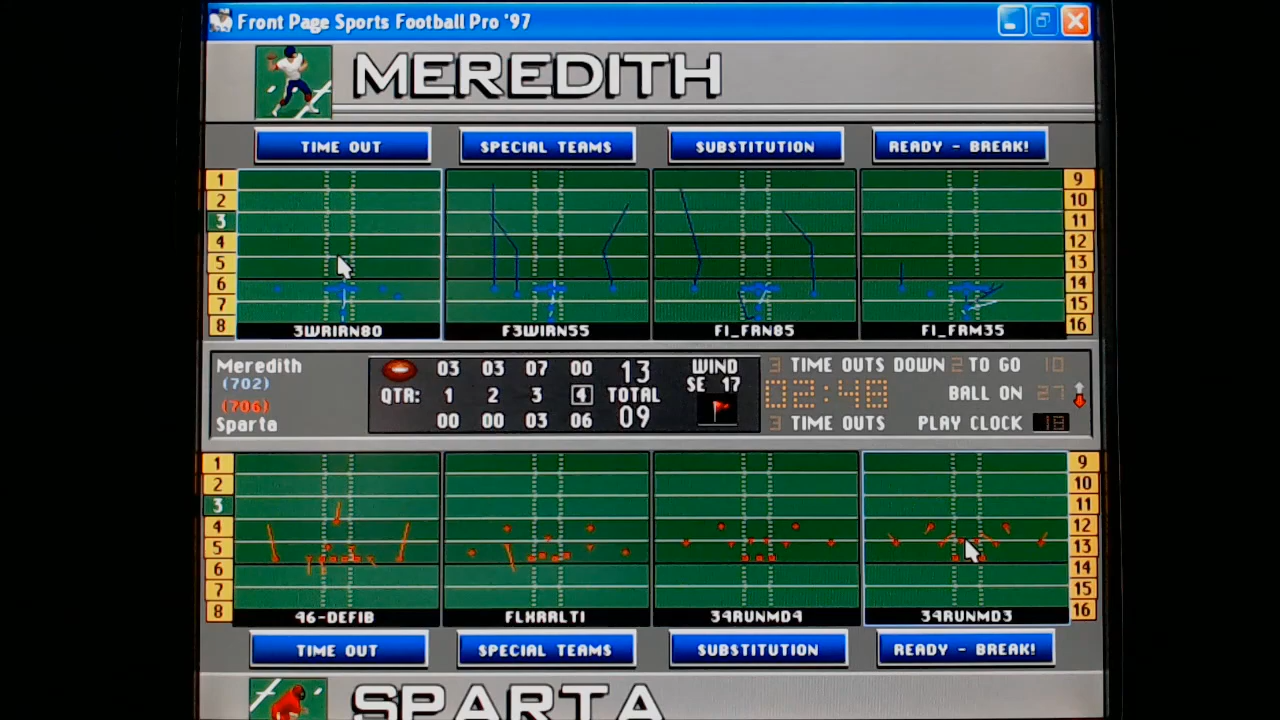 Front Page Sports Football Pro '97
MEREDITH
TIME OUT SPECIAL TEAMS SUBSTITUTION READY - BREAK!
1 9
2 10
3 11
4 12
5 13
6 14
7 15
8 16
3WRIRN80 F3WIRN55 F1_FRN85 F1_FRM35
Meredith 03 03 07 00 13 WIND 3 TIME OUTS DOWN 2 TO GO 10
(702) SE 17
QTR: 1 2 3 4 TOTAL 02:48 BALL ON 27
(706)
Sparta 00 00 03 06 09 3 TIME OUTS PLAY CLOCK 18
1 9
2 10
3 11
4 12
5 13
6 14
7 15
8 16
46-DEFIB FLXRALT1 34RUNMD4 34RUNMD3
TIME OUT SPECIAL TEAMS SUBSTITUTION READY - BREAK!
SPARTA